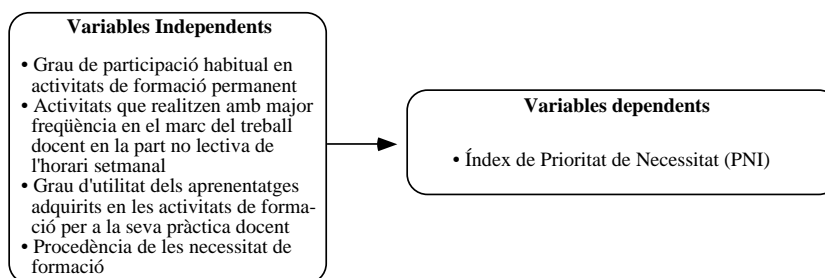 Variables Independents
• Grau de participació habitual en
activitats de formació permanent
• Activitats que realitzen amb major
freqüència en el marc del treball
docent en la part no lectiva de
l'horari setmanal
• Grau d'utilitat dels aprenentatges
adquirits en les activitats de forma-
ció per a la seva pràctica docent
• Procedència de les necessitat de
formació
Variables dependents
• Índex de Prioritat de Necessitat (PNI)